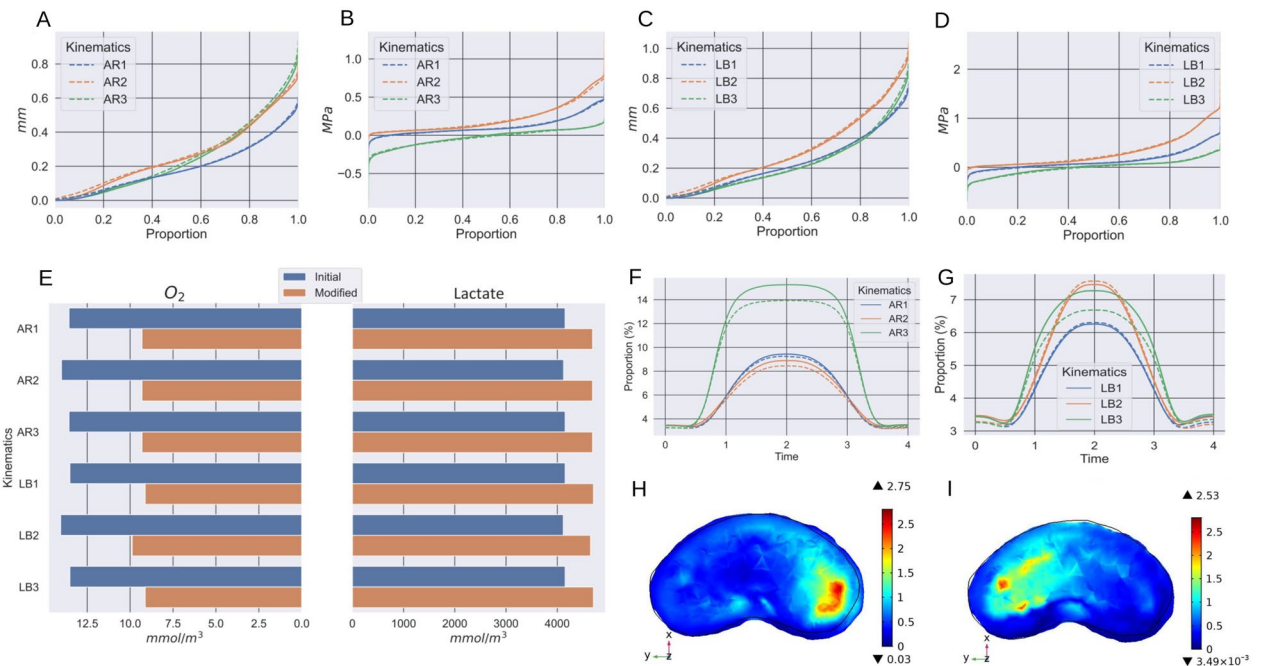 A
Kinematics
AR1
AR2
AR3
mm
0.8
0.6
0.4
0.2
0.0
0.0 0.2 0.4 0.6 0.8 1.0
Proportion
B
Kinematics
AR1
AR2
AR3
MPa
1.0
0.5
0.0
−0.5
0.0 0.2 0.4 0.6 0.8 1.0
Proportion
C
Kinematics
LB1
LB2
LB3
mm
1.0
0.8
0.6
0.4
0.2
0.0
0.0 0.2 0.4 0.6 0.8 1.0
Proportion
D
Kinematics
LB1
LB2
LB3
MPa
2
1
0
0.0 0.2 0.4 0.6 0.8 1.0
Proportion
E
O2
Initial
Modified
Lactate
Kinematics
AR1
AR2
AR3
LB1
LB2
LB3
12.5 10.0 7.5 5.0 2.5 0.0
mmol/m³
0 1000 2000 3000 4000
mmol/m³
F
Kinematics
AR1
AR2
AR3
Proportion (%)
14
12
10
8
6
4
0 1 2 3 4
Time
G
Kinematics
LB1
LB2
LB3
Proportion (%)
7
6
5
4
3
0 1 2 3 4
Time
H
▲ 2.75
2.5
2
1.5
1
0.5
0
▼ 0.03
x
y z
I
▲ 2.53
2.5
2
1.5
1
0.5
0
▼ 3.49×10⁻³
x
y z